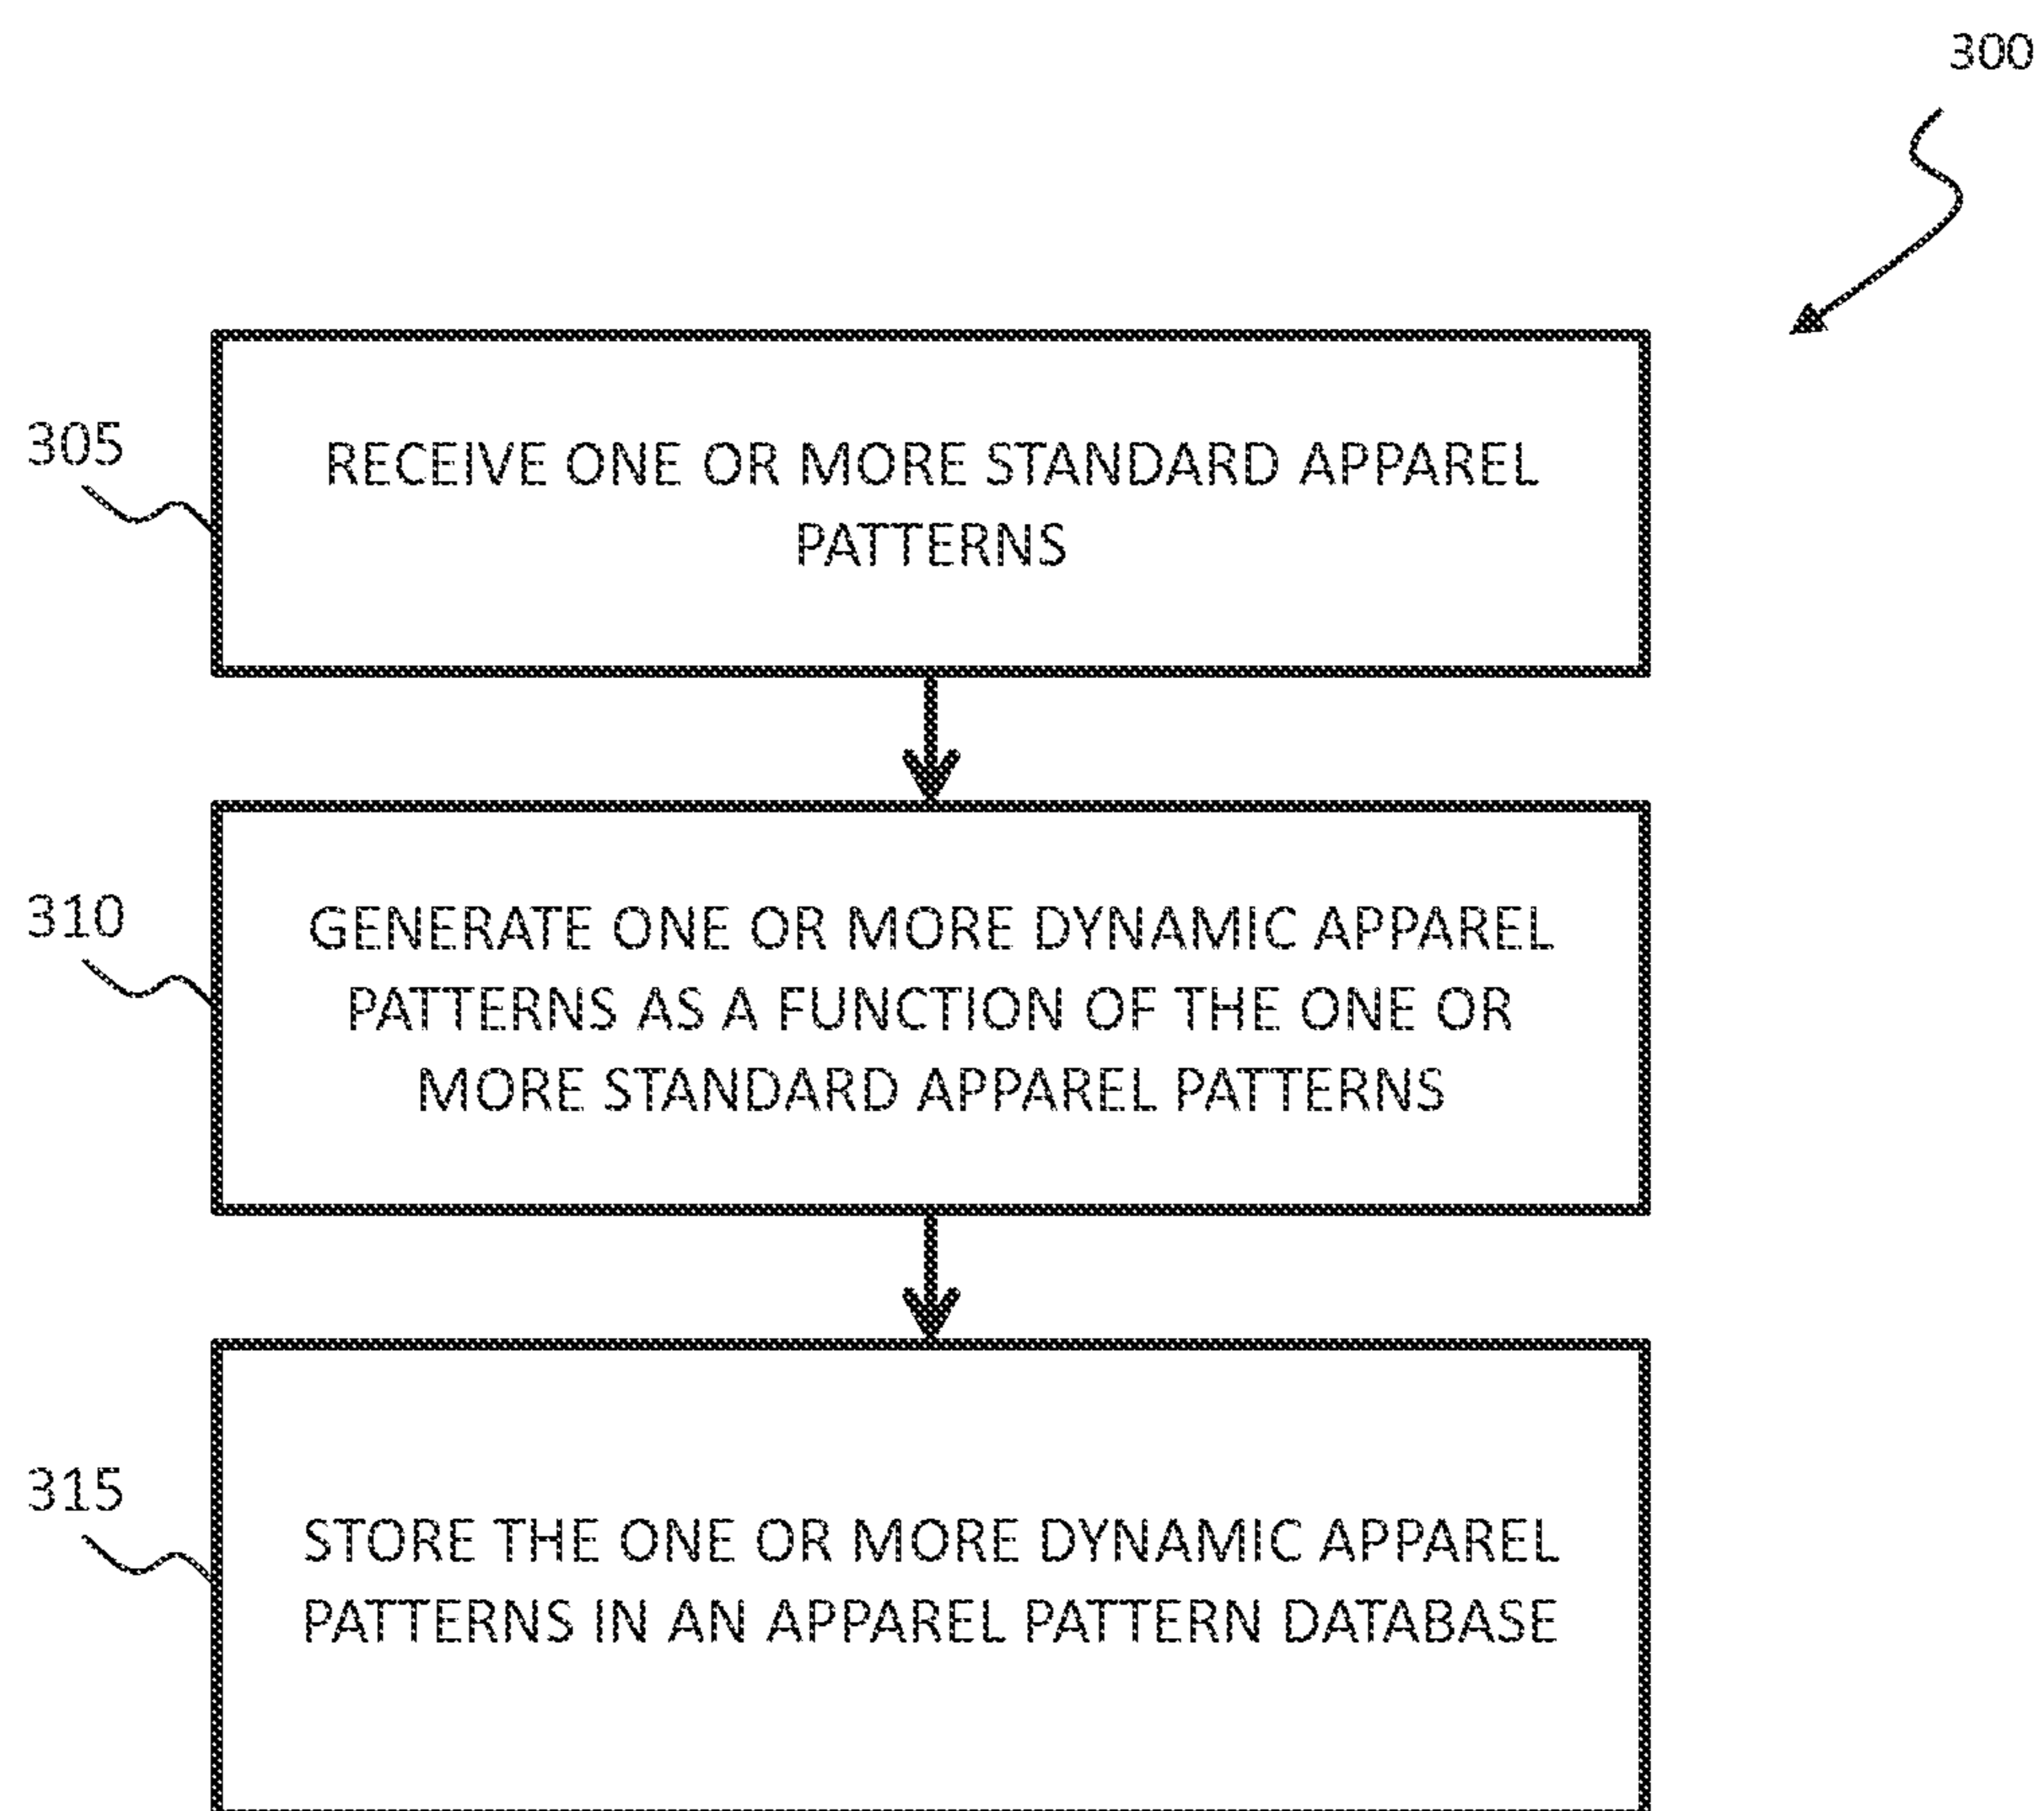 300
305
RECEIVE ONE OR MORE STANDARD APPAREL
PATTERNS
310
GENERATE ONE OR MORE DYNAMIC APPAREL
PATTERNS AS A FUNCTION OF THE ONE OR
MORE STANDARD APPAREL PATTERNS
315
STORE THE ONE OR MORE DYNAMIC APPAREL
PATTERNS IN AN APPAREL PATTERN DATABASE